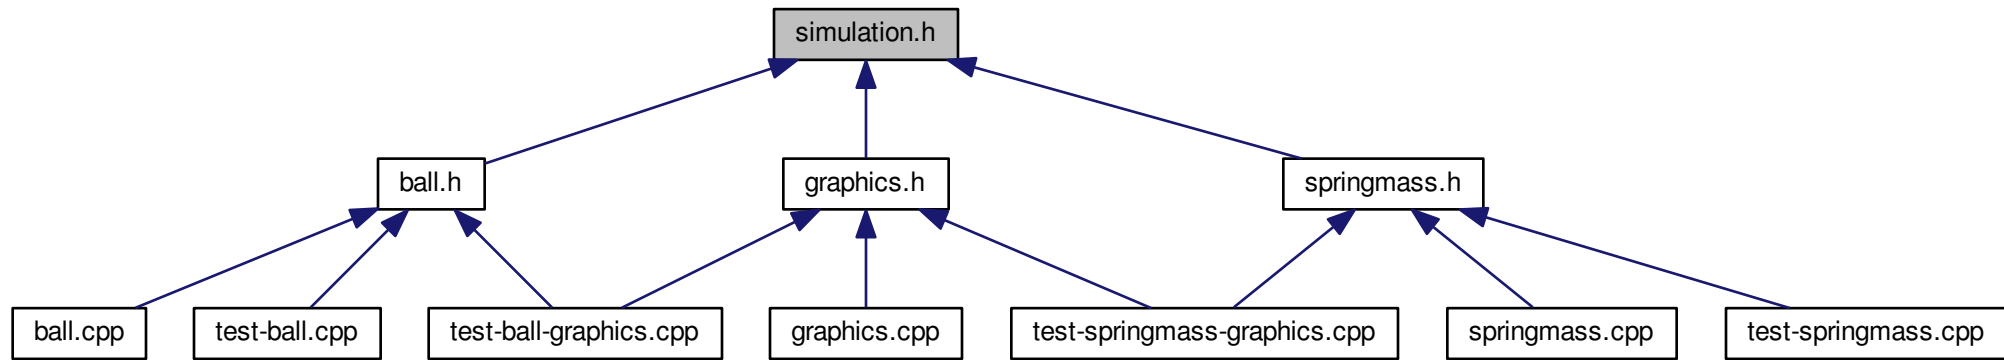 simulation.h
ball.h
graphics.h
springmass.h
ball.cpp
test-ball.cpp
test-ball-graphics.cpp
graphics.cpp
test-springmass-graphics.cpp
springmass.cpp
test-springmass.cpp